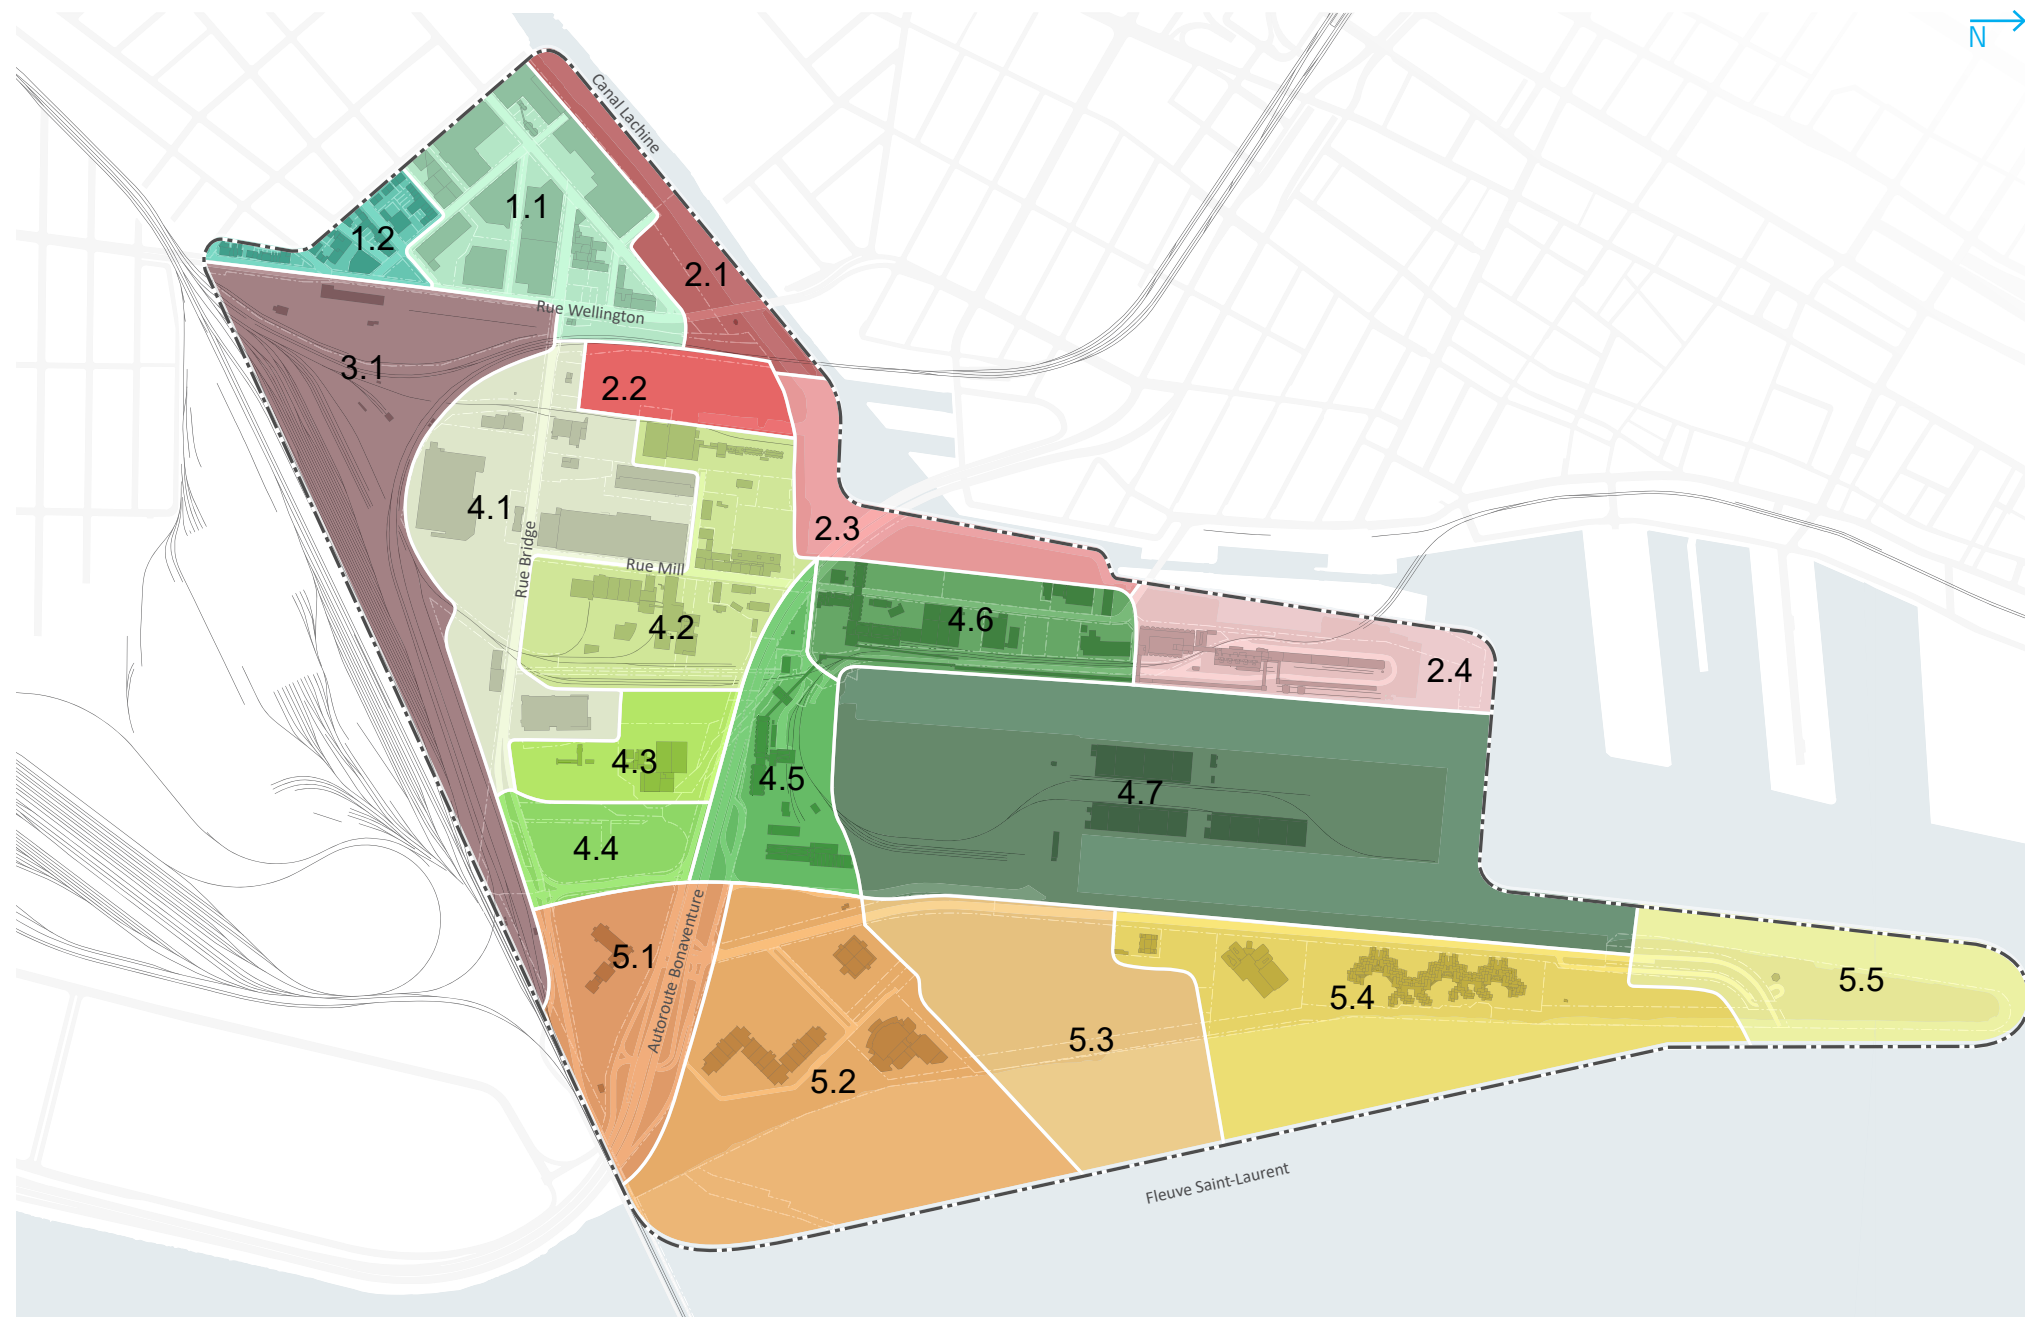 N
Canal Lachine
1.1
1.2
2.1
Rue Wellington
3.1
2.2
4.1
2.3
Rue Bridge
Rue Mill
4.2
4.6
2.4
4.3
4.5
4.7
4.4
5.1
Autoroute Bonaventure
5.5
5.4
5.3
5.2
Fleuve Saint-Laurent